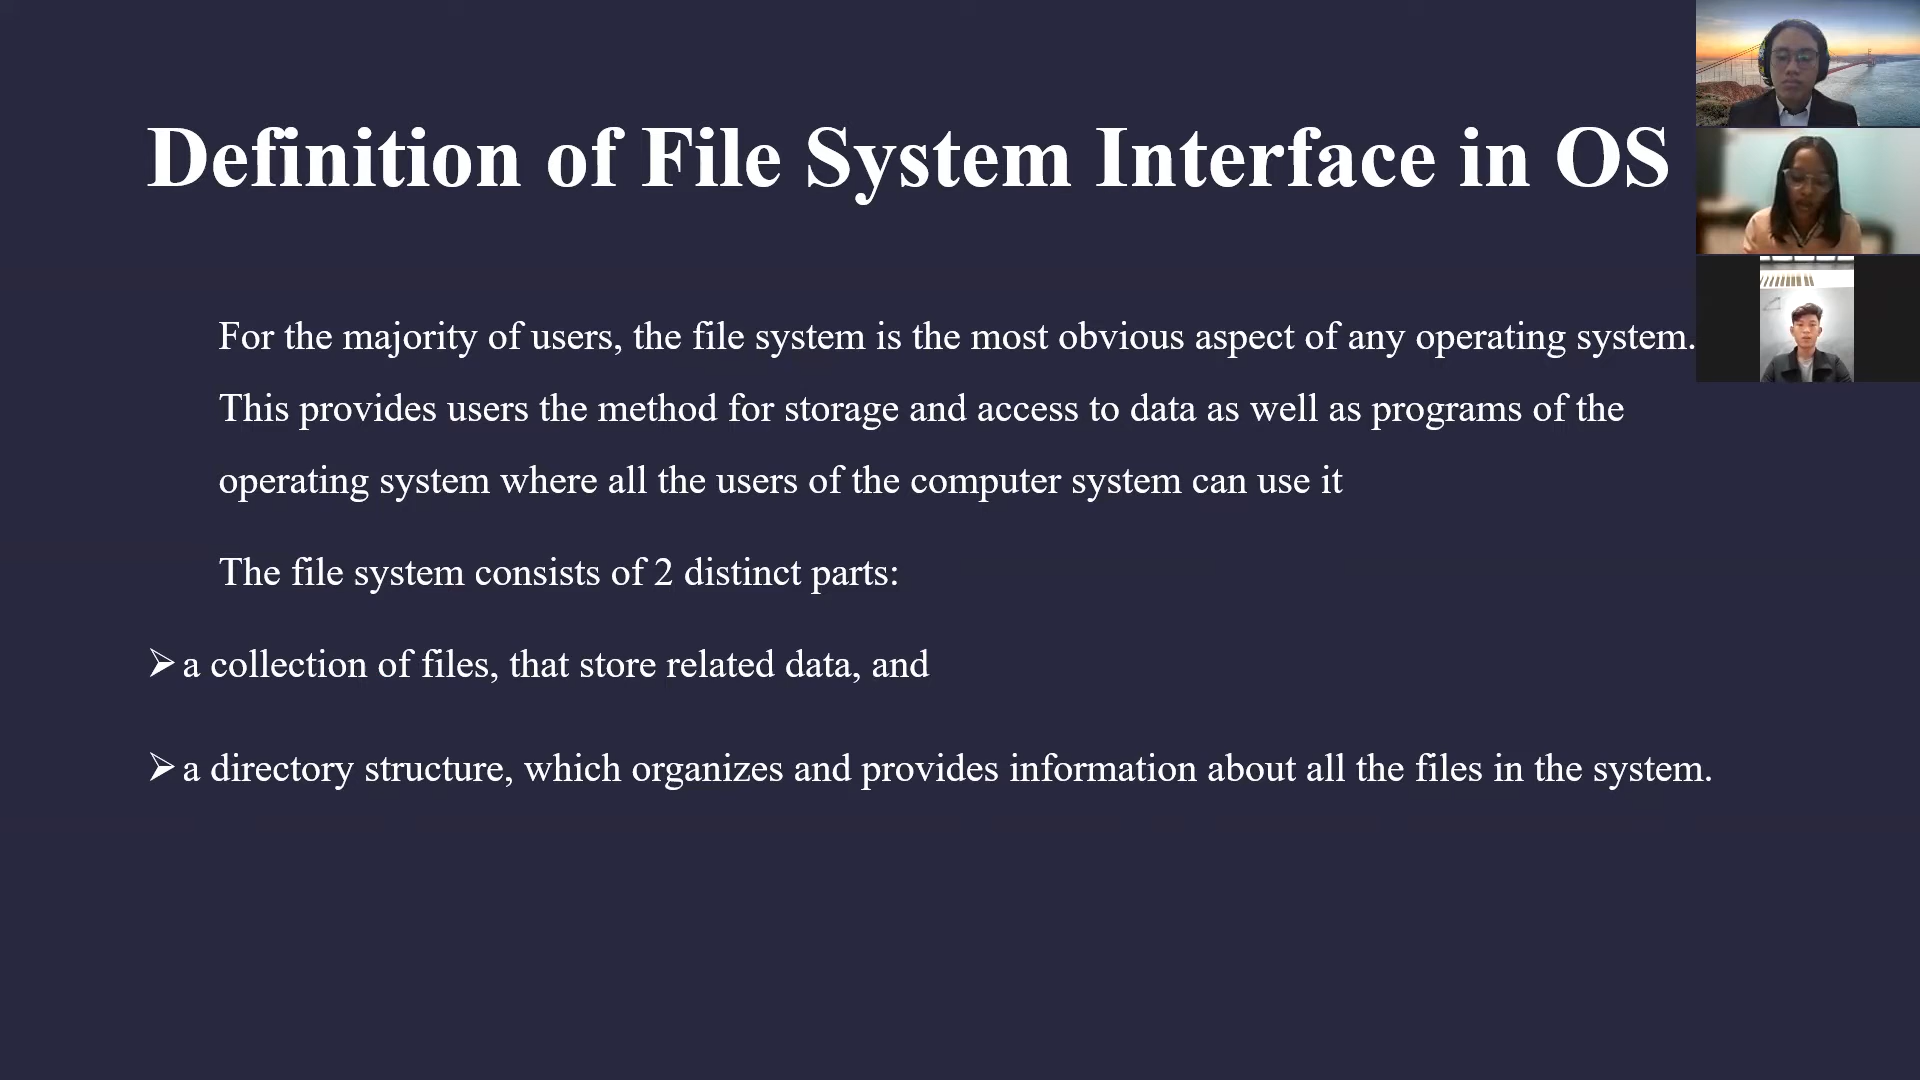 Definition of File System Interface in OS
For the majority of users, the file system is the most obvious aspect of any operating system.
This provides users the method for storage and access to data as well as programs of the
operating system where all the users of the computer system can use it
The file system consists of 2 distinct parts:
➢ a collection of files, that store related data, and
➢ a directory structure, which organizes and provides information about all the files in the system.